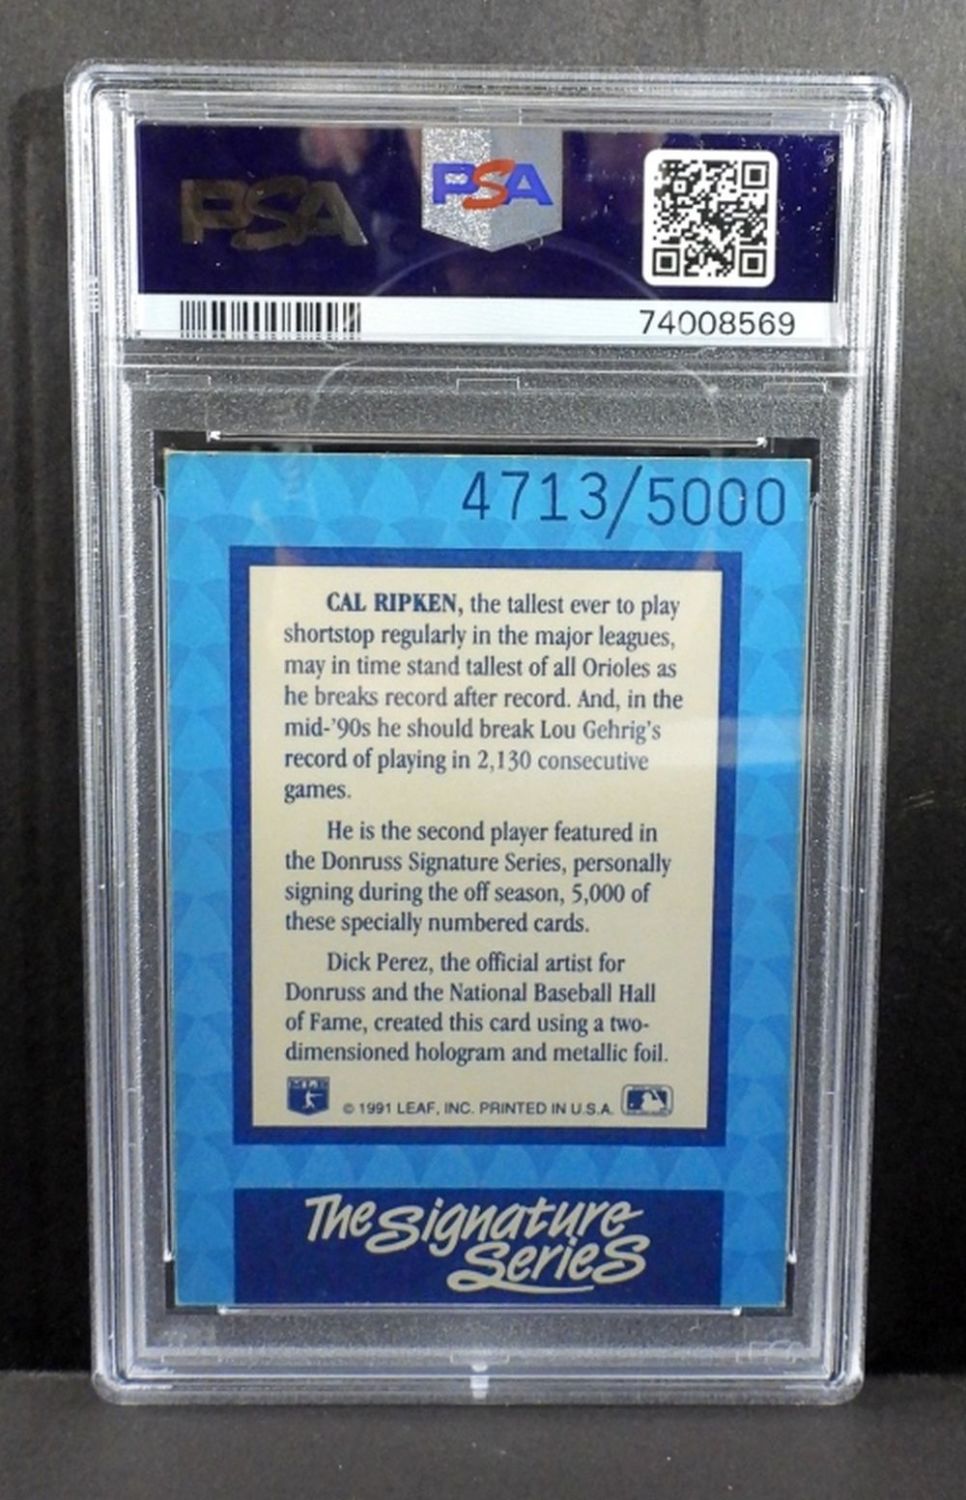 PSA
PSA
74008569
4713/5000
CAL RIPKEN, the tallest ever to play
shortstop regularly in the major leagues,
may in time stand tallest of all Orioles as
he breaks record after record. And, in the
mid-'90s he should break Lou Gehrig's
record of playing in 2,130 consecutive
games.
He is the second player featured in
the Donruss Signature Series, personally
signing during the off season, 5,000 of
these specially numbered cards.
Dick Perez, the official artist for
Donruss and the National Baseball Hall
of Fame, created this card using a two-
dimensioned hologram and metallic foil.
© 1991 LEAF, INC. PRINTED IN U.S.A.
The Signature
Series